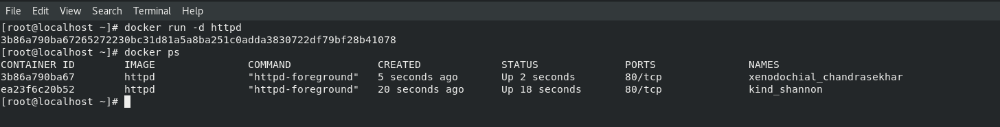 File Edit View Search Terminal Help
[root@localhost ~]# docker run -d httpd
3b86a790ba67265272230bc31d81a5a8ba251c0adda3830722df79bf28b41078
[root@localhost ~]# docker ps
CONTAINER ID IMAGE COMMAND CREATED STATUS PORTS NAMES
3b86a790ba67 httpd "httpd-foreground" 5 seconds ago Up 2 seconds 80/tcp xenodochial_chandrasekhar
ea23f6c20b52 httpd "httpd-foreground" 20 seconds ago Up 18 seconds 80/tcp kind_shannon
[root@localhost ~]#